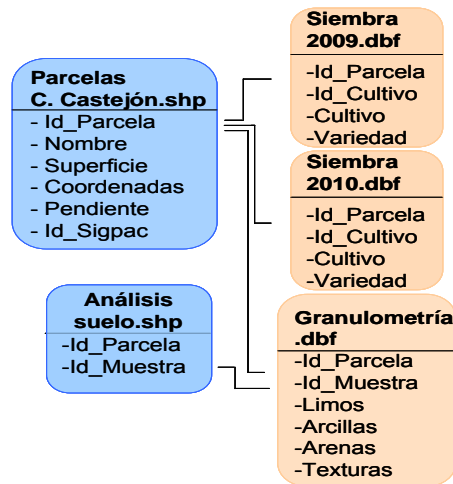 Parcelas
C. Castejón.shp
- Id_Parcela
- Nombre
- Superficie
- Coordenadas
- Pendiente
- Id_Sigpac
Análisis
suelo.shp
-Id_Parcela
-Id_Muestra
Siembra
2009.dbf
-Id_Parcela
-Id_Cultivo
-Cultivo
-Variedad
Siembra
2010.dbf
-Id_Parcela
-Id_Cultivo
-Cultivo
-Variedad
Granulometría
.dbf
-Id_Parcela
-Id_Muestra
-Limos
-Arcillas
-Arenas
-Texturas